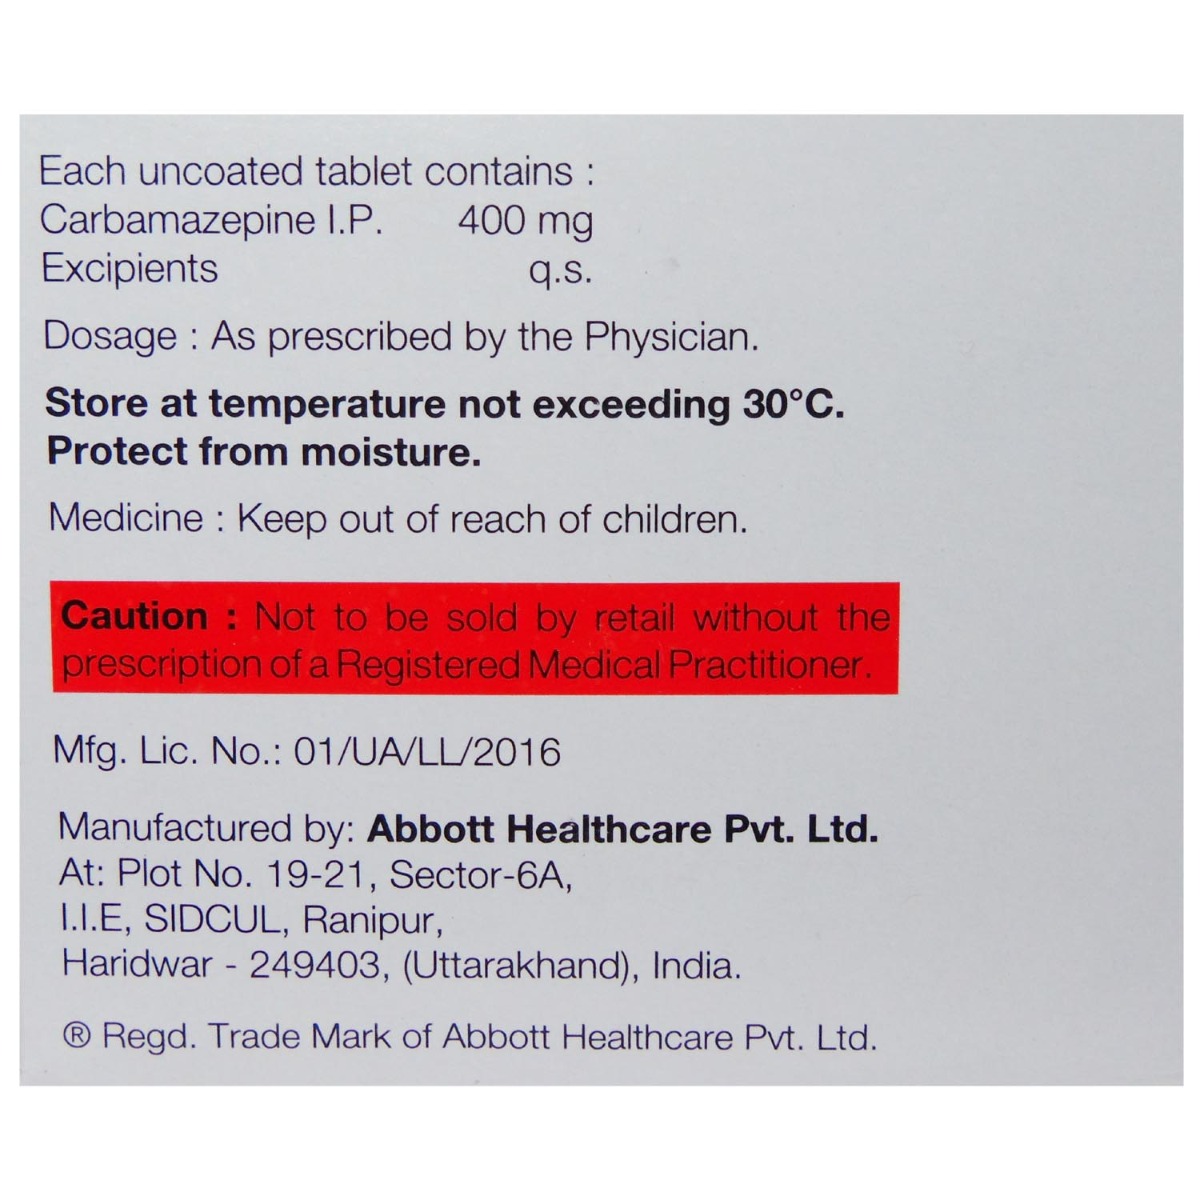 Each uncoated tablet contains :
Carbamazepine I.P. 400 mg
Excipients q.s.
Dosage : As prescribed by the Physician.
Store at temperature not exceeding 30°C.
Protect from moisture.
Medicine : Keep out of reach of children.
Caution : Not to be sold by retail without the
prescription of a Registered Medical Practitioner.
Mfg. Lic. No.: 01/UA/LL/2016
Manufactured by: Abbott Healthcare Pvt. Ltd.
At: Plot No. 19-21, Sector-6A,
I.I.E, SIDCUL, Ranipur,
Haridwar - 249403, (Uttarakhand), India.
® Regd. Trade Mark of Abbott Healthcare Pvt. Ltd.